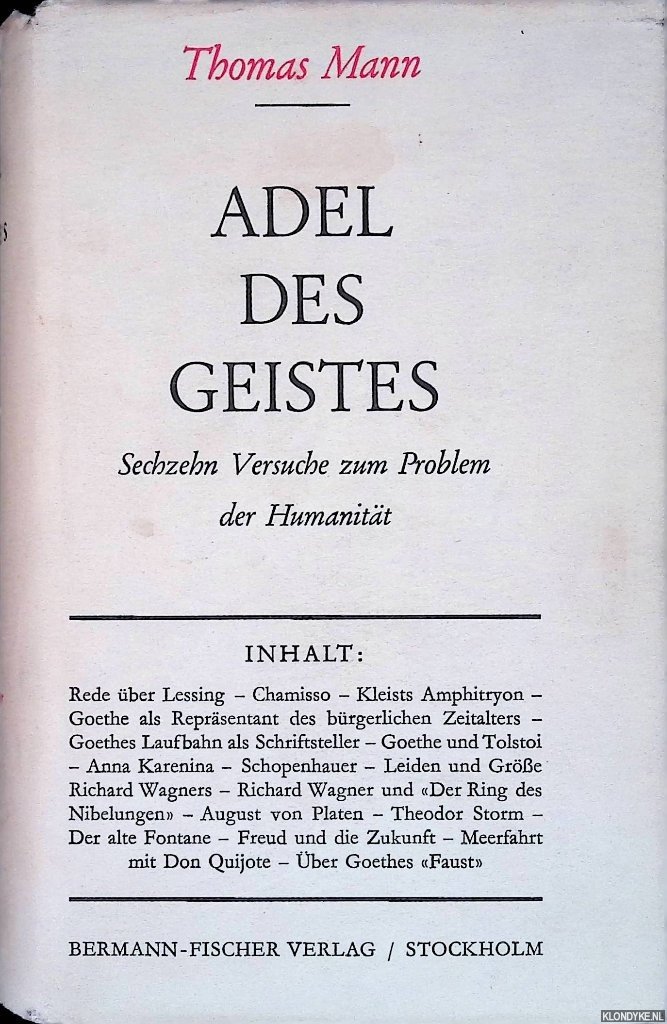 Thomas Mann
ADEL
DES
GEISTES
Sechzehn Versuche zum Problem
der Humanität
INHALT:
Rede über Lessing – Chamisso – Kleists Amphitryon –
Goethe als Repräsentant des bürgerlichen Zeitalters –
Goethes Laufbahn als Schriftsteller – Goethe und Tolstoi
– Anna Karenina – Schopenhauer – Leiden und Größe
Richard Wagners – Richard Wagner und «Der Ring des
Nibelungen» – August von Platen – Theodor Storm –
Der alte Fontane – Freud und die Zukunft – Meerfahrt
mit Don Quijote – Über Goethes «Faust»
BERMANN-FISCHER VERLAG / STOCKHOLM
KLONDYKE.NL